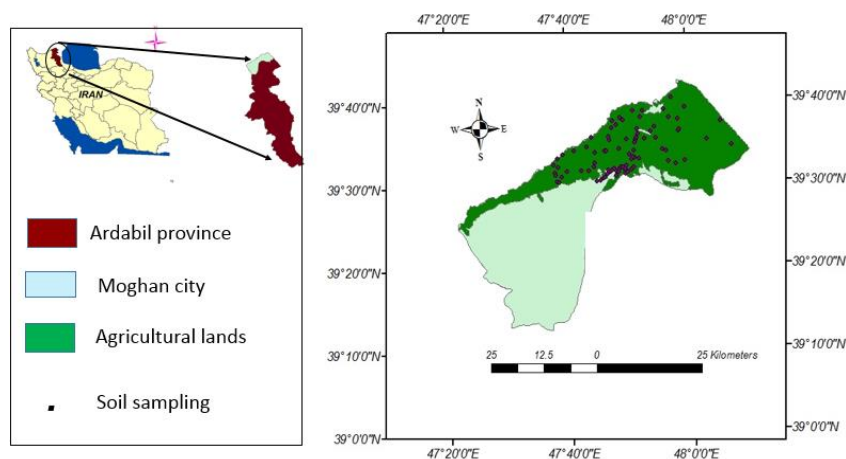 IRAN
Ardabil province
Moghan city
Agricultural lands
Soil sampling
47°20'0"E 47°40'0"E 48°0'0"E
39°40'0"N 39°40'0"N
39°30'0"N 39°30'0"N
39°20'0"N 39°20'0"N
39°10'0"N 39°10'0"N
39°0'0"N 39°0'0"N
N
W E
S
25 12.5 0 25 Kilometers
47°20'0"E 47°40'0"E 48°0'0"E